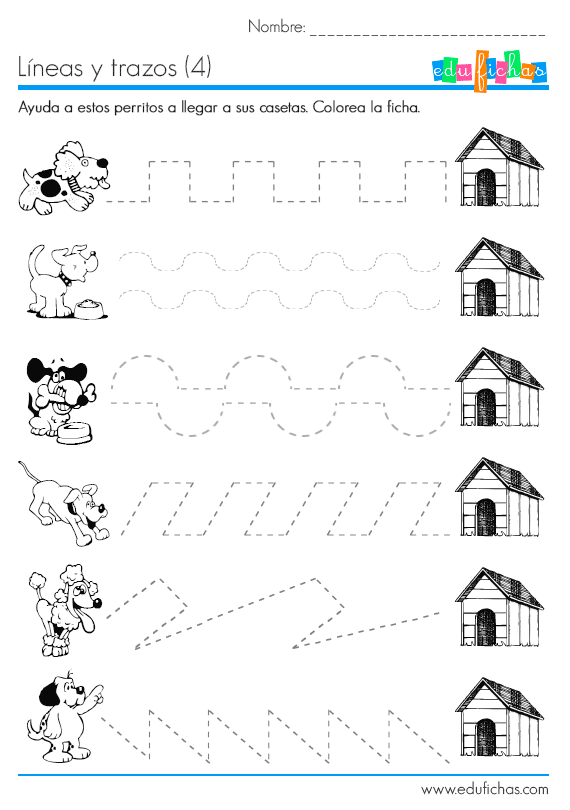 Nombre: ___________________________
Líneas y trazos (4)
edufichas
Ayuda a estos perritos a llegar a sus casetas. Colorea la ficha.
www.edufichas.com